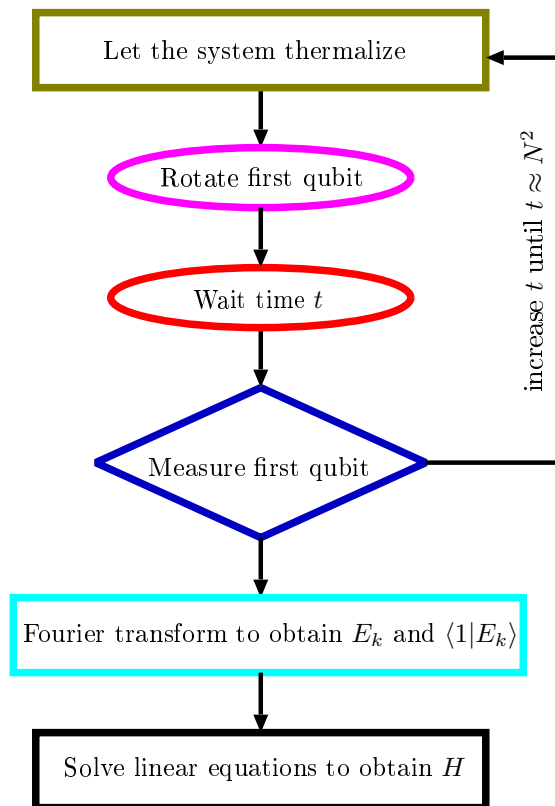 Let the system thermalize
Rotate first qubit
Wait time t
Measure first qubit
increase t until t ≈ N²
Fourier transform to obtain E_k and ⟨1|E_k⟩
Solve linear equations to obtain H